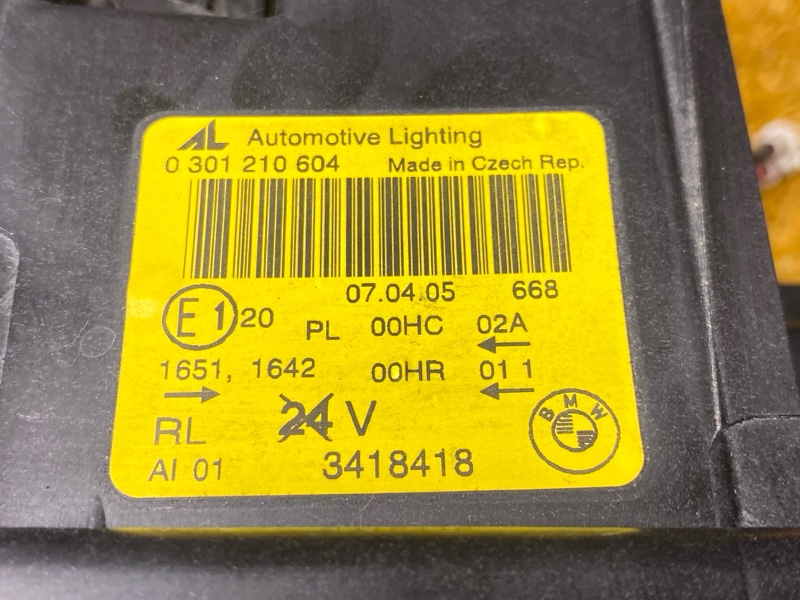 AL Automotive Lighting
0 301 210 604 Made in Czech Rep.
07.04.05 668
E1 20 PL 00HC 02A
←
1651, 1642 00HR 01 1
→ ←
RL 24 V
AI 01 3418418
BMW